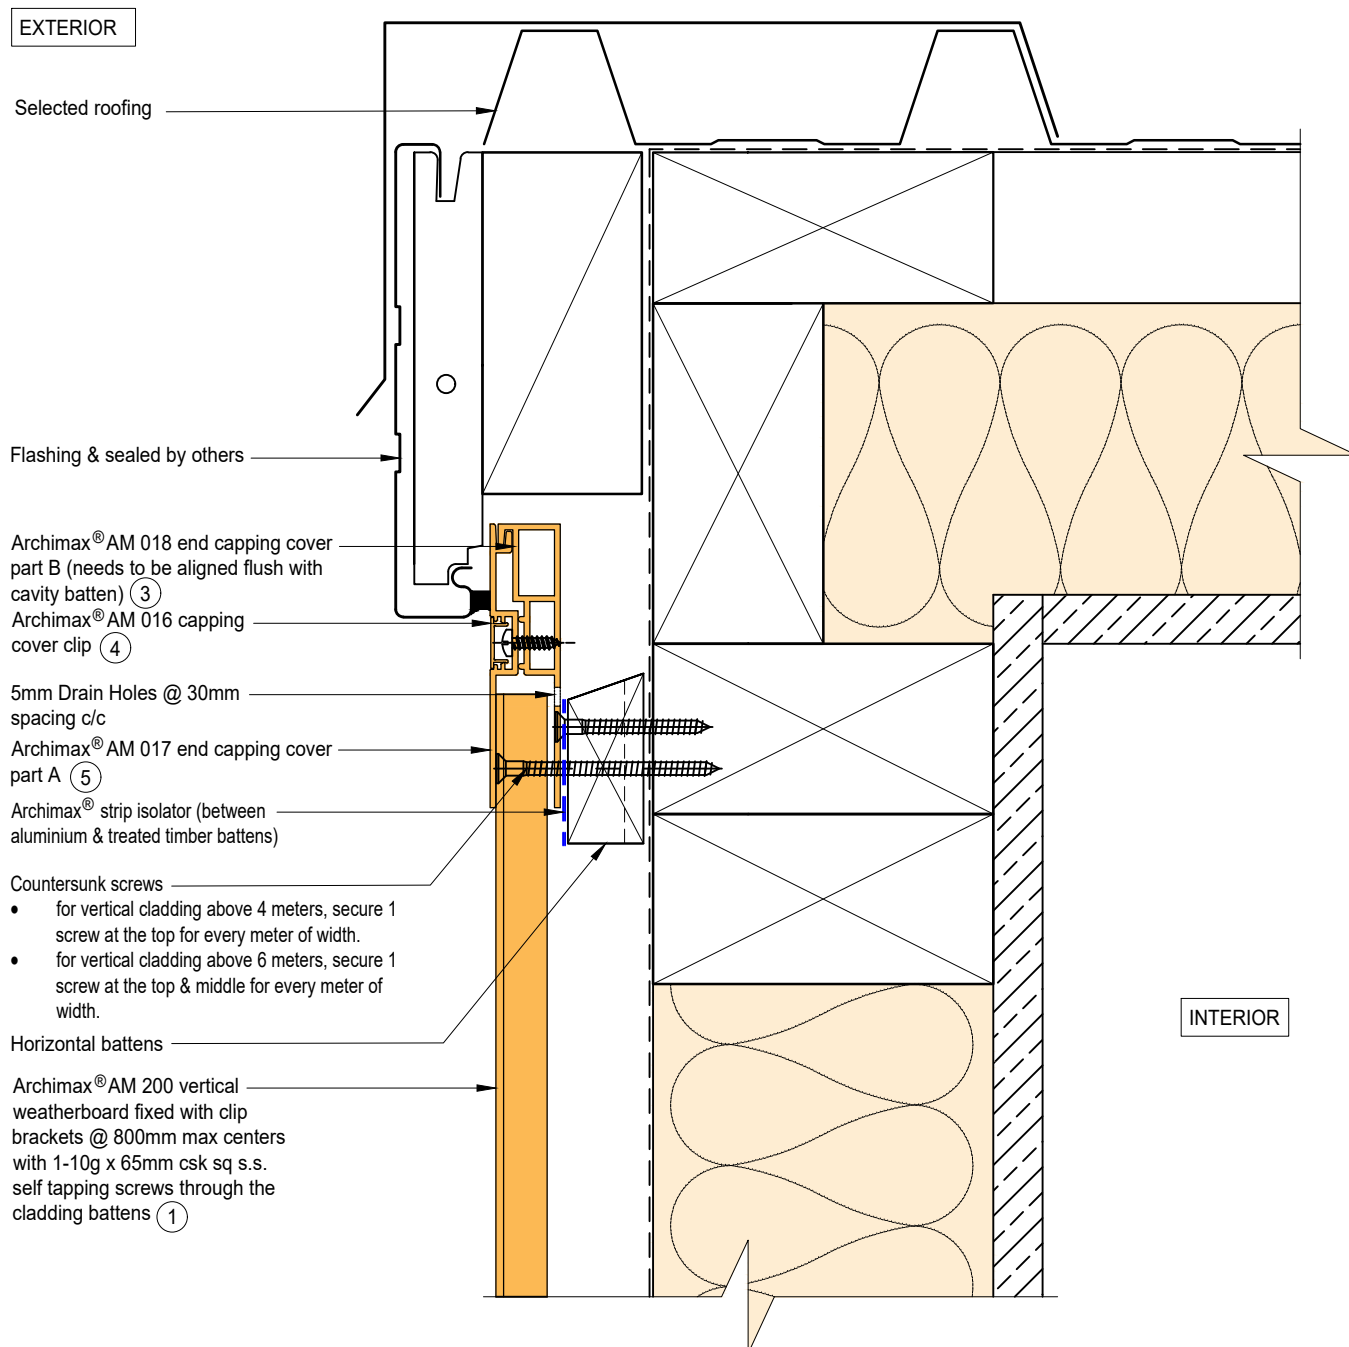 EXTERIOR
Selected roofing
Flashing & sealed by others
Archimax® AM 018 end capping cover
part B (needs to be aligned flush with
cavity batten) 3
Archimax® AM 016 capping
cover clip 4
5mm Drain Holes @ 30mm
spacing c/c
Archimax® AM 017 end capping cover
part A 5
Archimax® strip isolator (between
aluminium & treated timber battens)
Countersunk screws
• for vertical cladding above 4 meters, secure 1
screw at the top for every meter of width.
• for vertical cladding above 6 meters, secure 1
screw at the top & middle for every meter of
width.
Horizontal battens
Archimax® AM 200 vertical
weatherboard fixed with clip
brackets @ 800mm max centers
with 1-10g x 65mm csk sq s.s.
self tapping screws through the
cladding battens 1
INTERIOR